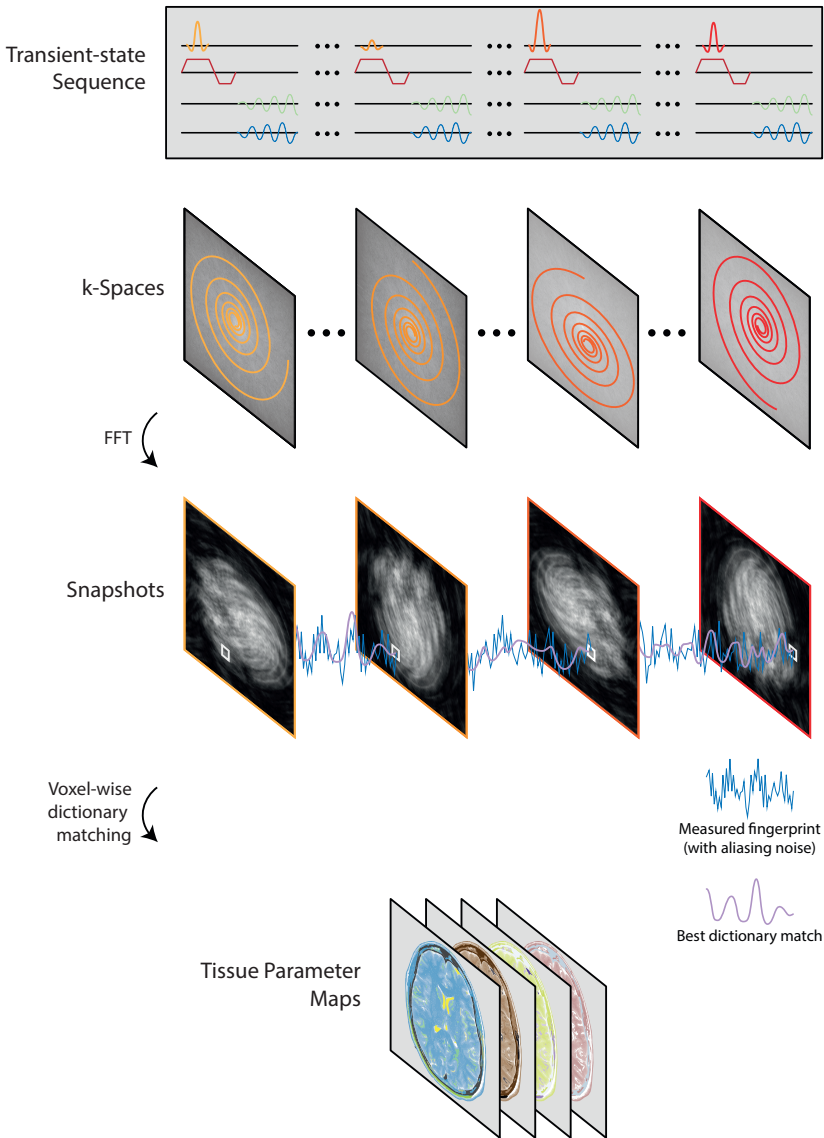 Transient-state
Sequence
k-Spaces
FFT
Snapshots
Voxel-wise
dictionary
matching
Measured fingerprint
(with aliasing noise)
Best dictionary match
Tissue Parameter
Maps